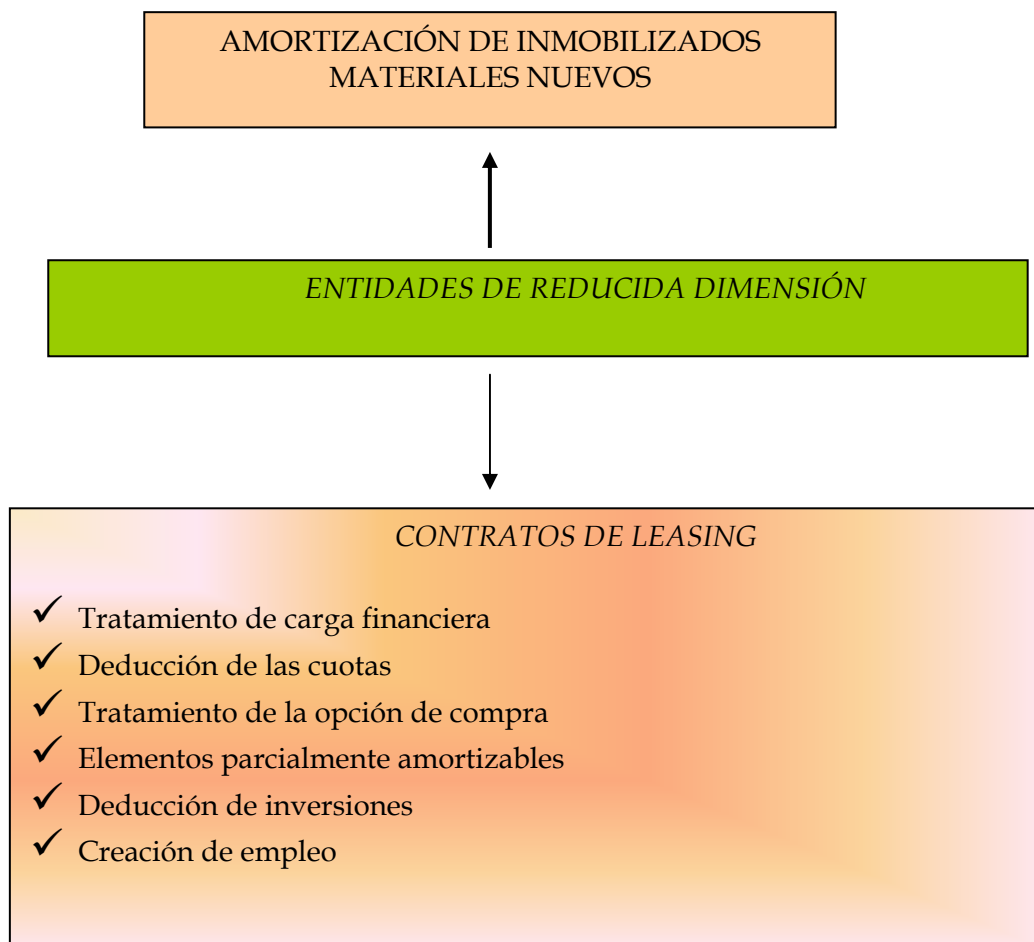 AMORTIZACIÓN DE INMOBILIZADOS
MATERIALES NUEVOS
ENTIDADES DE REDUCIDA DIMENSIÓN
CONTRATOS DE LEASING
✓ Tratamiento de carga financiera
✓ Deducción de las cuotas
✓ Tratamiento de la opción de compra
✓ Elementos parcialmente amortizables
✓ Deducción de inversiones
✓ Creación de empleo